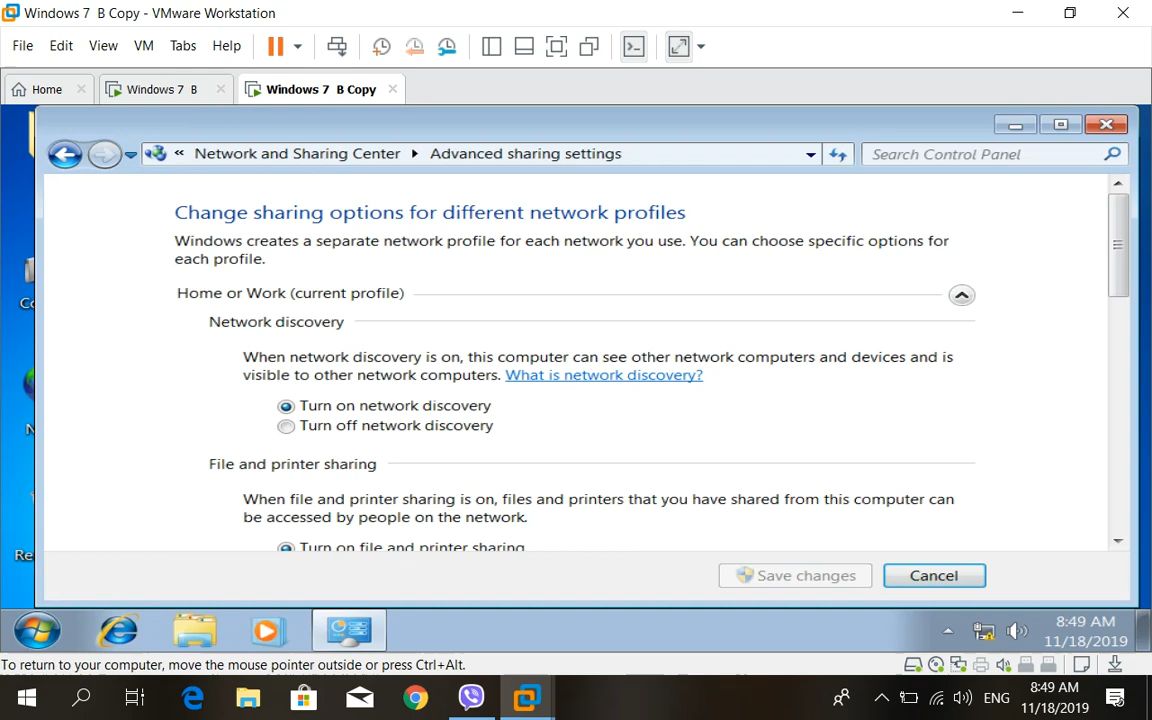 Windows 7  B Copy - VMware Workstation
File Edit View VM Tabs Help
Home Windows 7  B Windows 7  B Copy
« Network and Sharing Center Advanced sharing settings Search Control Panel
Change sharing options for different network profiles
Windows creates a separate network profile for each network you use. You can choose specific options for
each profile.
Home or Work (current profile)
Network discovery
When network discovery is on, this computer can see other network computers and devices and is
visible to other network computers. What is network discovery?
Turn on network discovery
Turn off network discovery
File and printer sharing
When file and printer sharing is on, files and printers that you have shared from this computer can
be accessed by people on the network.
Turn on file and printer sharing
Save changes Cancel
Co
N
Re
8:49 AM
11/18/2019
To return to your computer, move the mouse pointer outside or press Ctrl+Alt.
ENG
8:49 AM
11/18/2019